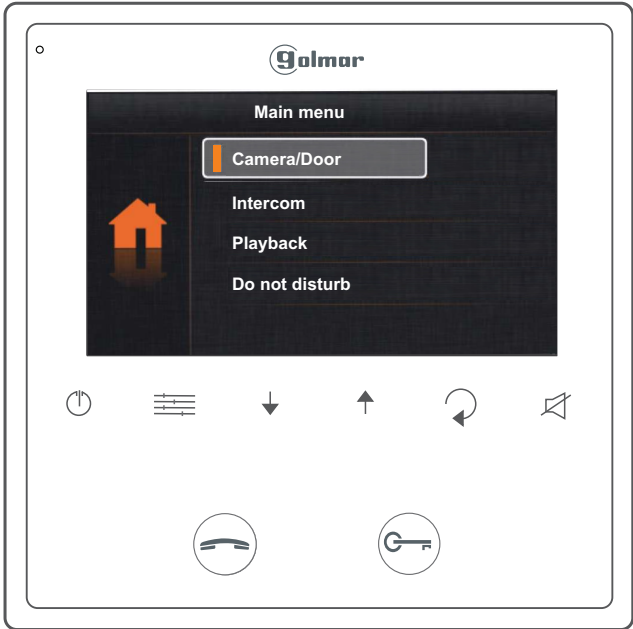 golmar
Main menu
Camera/Door
Intercom
Playback
Do not disturb